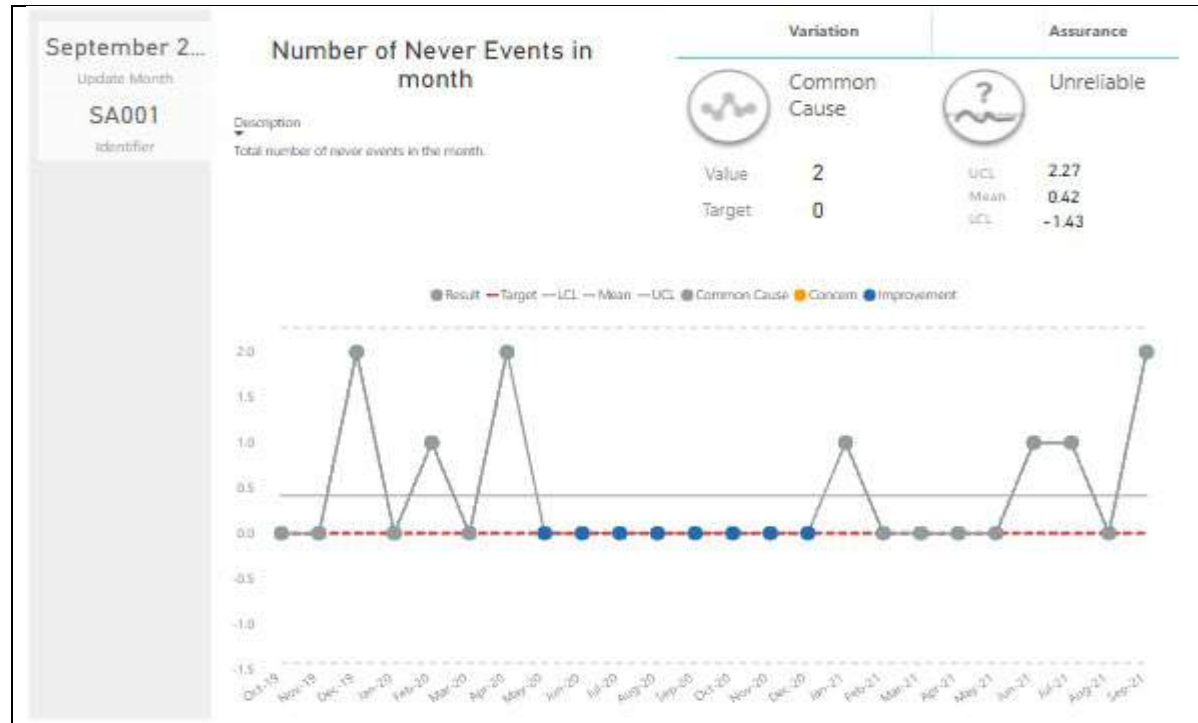 September 2...
Update Month
SA001
Identifier
Number of Never Events in
month
Description
Total number of never events in the month.
Variation
Assurance
Common
Cause
?
Unreliable
Value 2
Target 0
UCL 2.27
Mean 0.42
LCL -1.43
Result Target LCL Mean UCL Common Cause Concern Improvement
2.0
1.5
1.0
0.5
0.0
-0.5
-1.0
-1.5
Oct-19 Nov-19 Dec-19 Jan-20 Feb-20 Mar-20 Apr-20 May-20 Jun-20 Jul-20 Aug-20 Sep-20 Oct-20 Nov-20 Dec-20 Jan-21 Feb-21 Mar-21 Apr-21 May-21 Jun-21 Jul-21 Aug-21 Sep-21